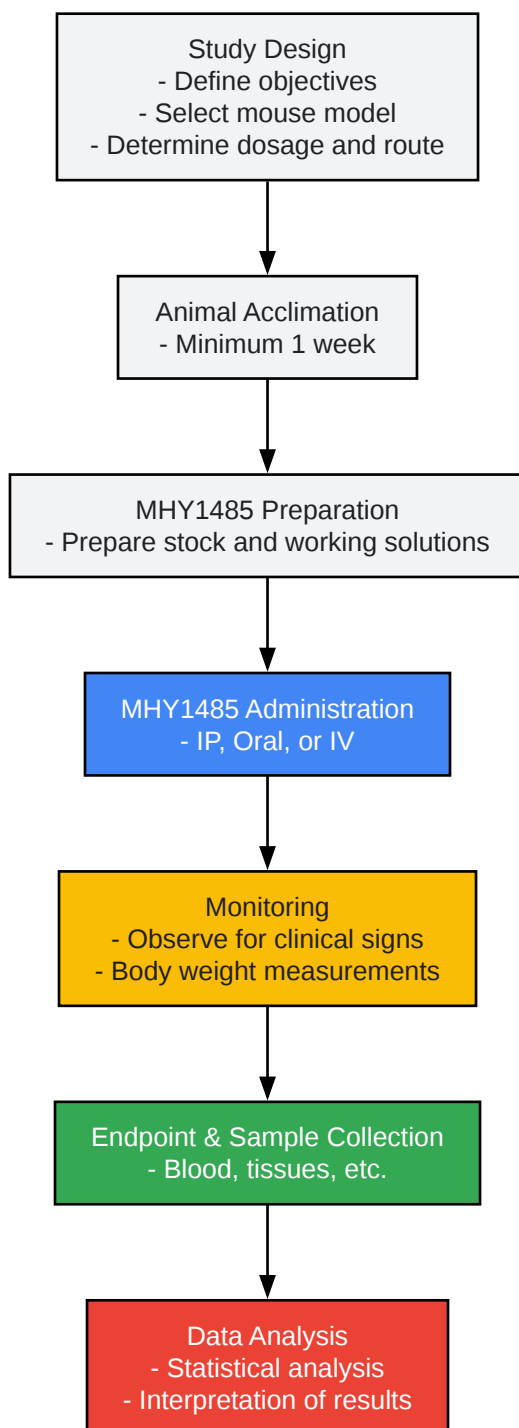 Study Design
- Define objectives
- Select mouse model
- Determine dosage and route
Animal Acclimation
- Minimum 1 week
MHY1485 Preparation
- Prepare stock and working solutions
MHY1485 Administration
- IP, Oral, or IV
Monitoring
- Observe for clinical signs
- Body weight measurements
Endpoint & Sample Collection
- Blood, tissues, etc.
Data Analysis
- Statistical analysis
- Interpretation of results